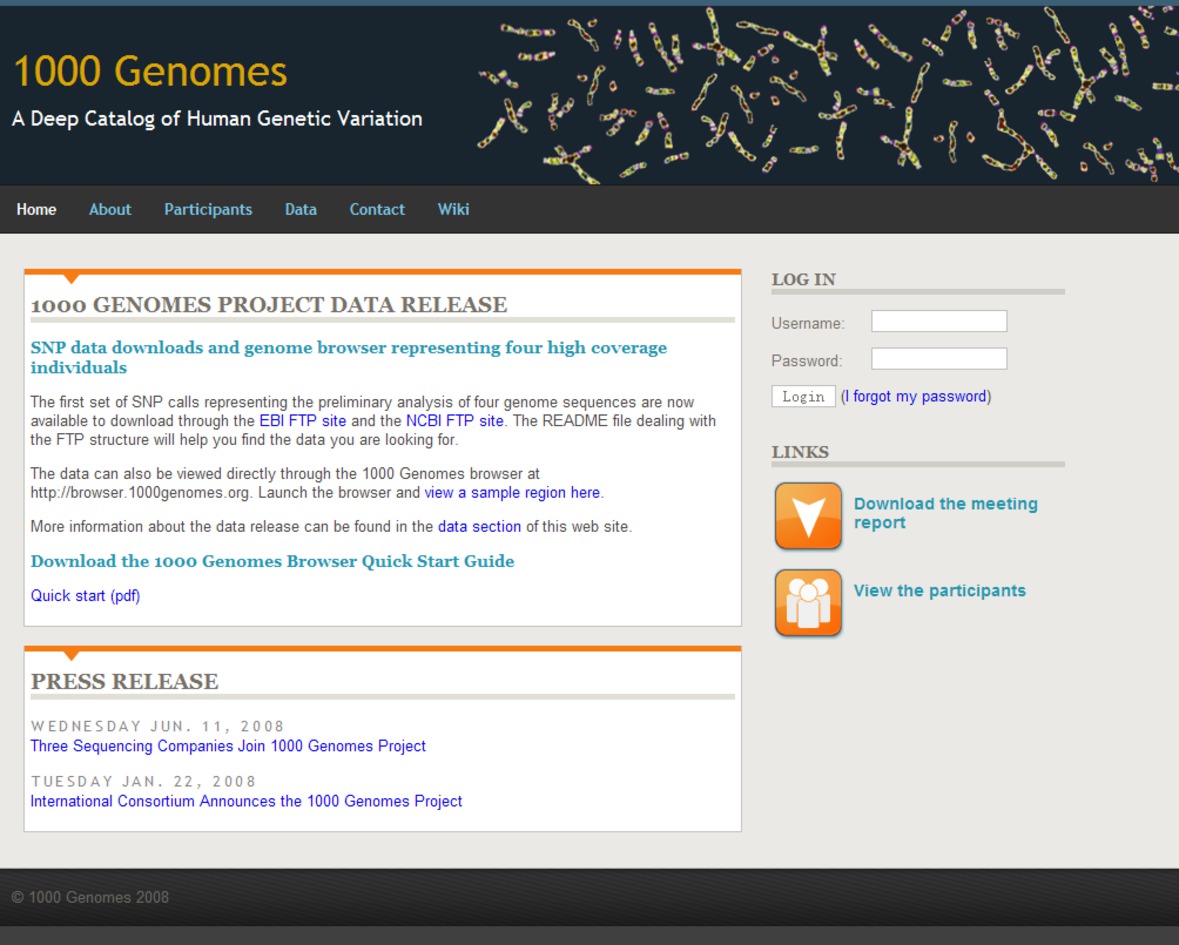 1000 Genomes
A Deep Catalog of Human Genetic Variation
Home About Participants Data Contact Wiki
1000 GENOMES PROJECT DATA RELEASE
SNP data downloads and genome browser representing four high coverage
individuals
The first set of SNP calls representing the preliminary analysis of four genome sequences are now
available to download through the EBI FTP site and the NCBI FTP site. The README file dealing with
the FTP structure will help you find the data you are looking for.
The data can also be viewed directly through the 1000 Genomes browser at
http://browser.1000genomes.org. Launch the browser and view a sample region here.
More information about the data release can be found in the data section of this web site.
Download the 1000 Genomes Browser Quick Start Guide
Quick start (pdf)
PRESS RELEASE
WEDNESDAY JUN. 11, 2008
Three Sequencing Companies Join 1000 Genomes Project
TUESDAY JAN. 22, 2008
International Consortium Announces the 1000 Genomes Project
LOG IN
Username:
Password:
Login (I forgot my password)
LINKS
Download the meeting
report
View the participants
© 1000 Genomes 2008